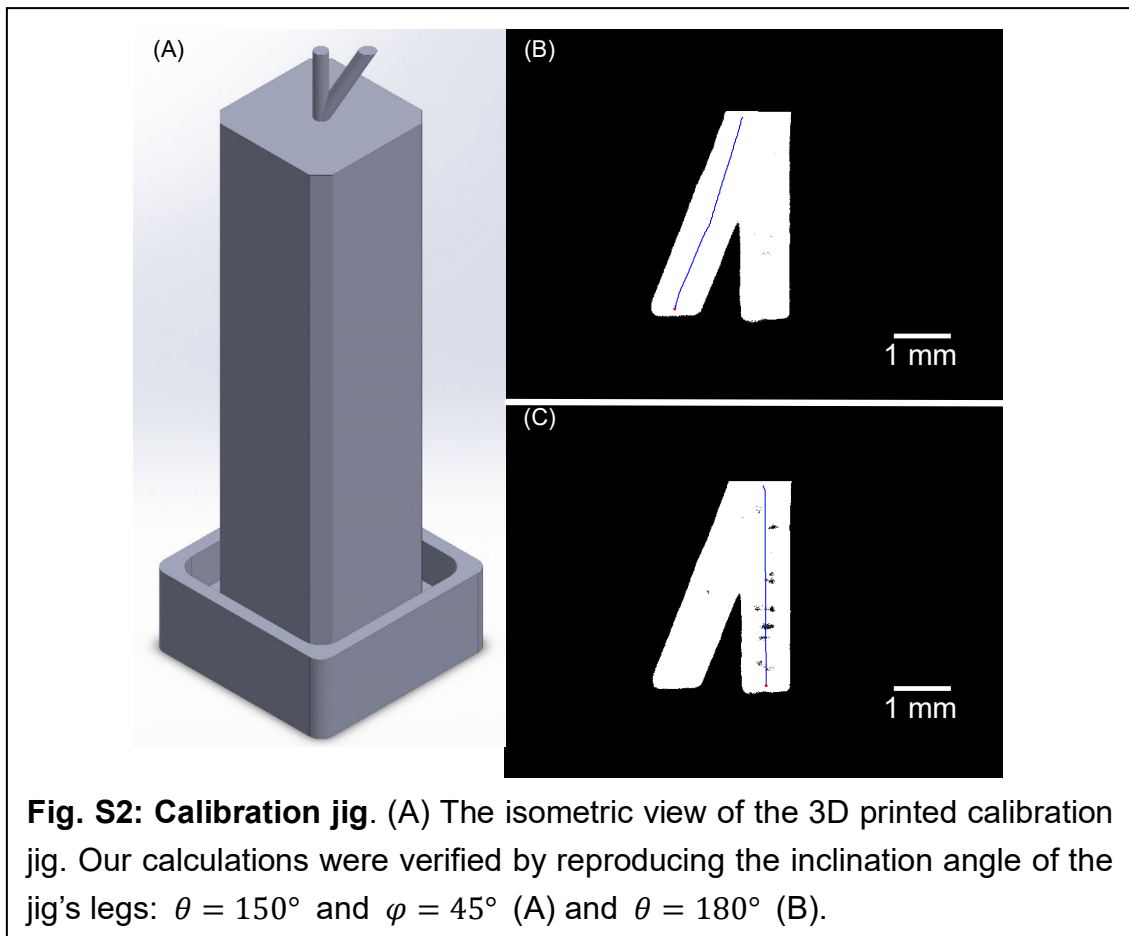 (A)
(B)
1 mm
(C)
1 mm
Fig. S2: Calibration jig. (A) The isometric view of the 3D printed calibration
jig. Our calculations were verified by reproducing the inclination angle of the
jig’s legs: 𝜃 = 150° and 𝜑 = 45° (A) and 𝜃 = 180° (B).